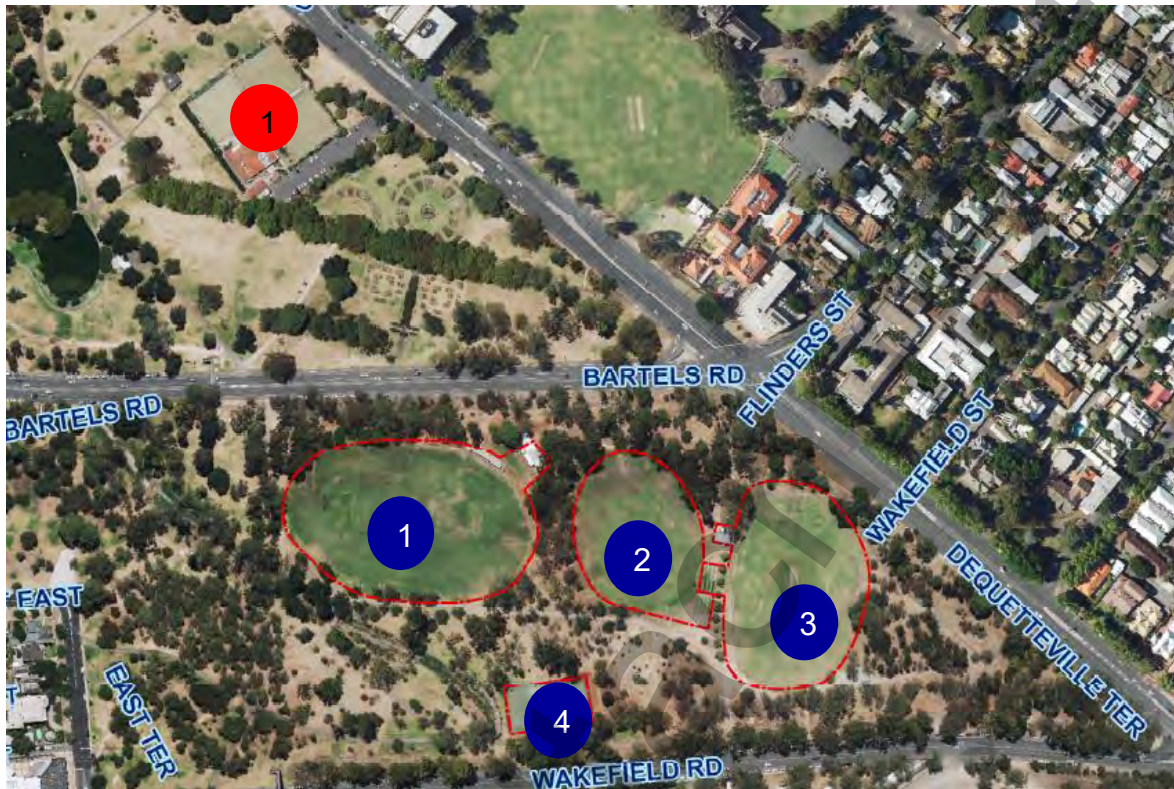 1
BARTELS RD
BARTELS RD
FLINDERS ST
WAKEFIELD ST
1
2
3
DEQUETTEVILLE TER
EAST
EAST TER
4
WAKEFIELD RD